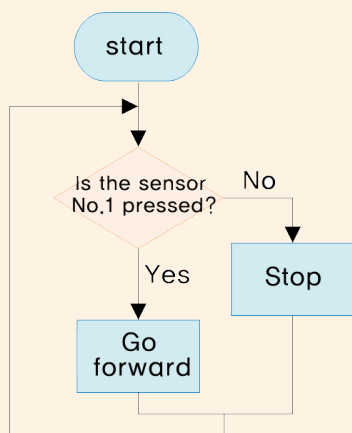 start
Is the sensor
No.1 pressed?
No
Yes
Stop
Go
forward